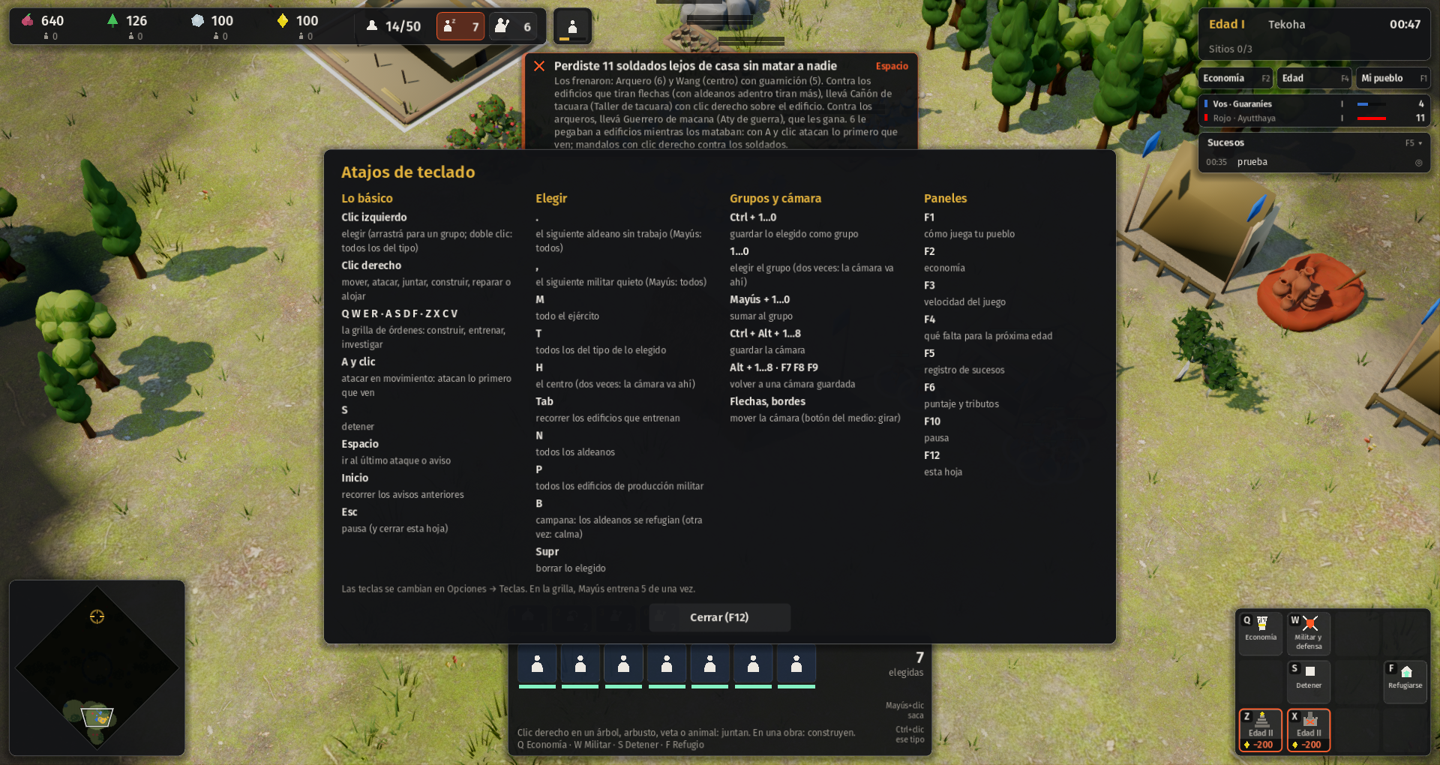 640
126
100
100
0
0
0
0
14/50
z
7
6
Edad I Tekoha 00:47
Sitios 0/3
Economía F2
Edad F4
Mi pueblo F1
Vos · Guaraníes I 4
Rojo · Ayutthaya I 11
Sucesos F5
00:35 prueba
Perdiste 11 soldados lejos de casa sin matar a nadie Espacio
Los frenaron: Arquero (6) y Wang (centro) con guarnición (5). Contra los
edificios que tiran flechas (con aldeanos adentro tiran más), llevá Cañón de
tacuara (Taller de tacuara) con clic derecho sobre el edificio. Contra los
arqueros, llevá Guerrero de macana (Aty de guerra), que les gana. 6 le
pegaban a edificios mientras los mataban: con A y clic atacan lo primero que
ven; mandalos con clic derecho contra los soldados.
Atajos de teclado
Lo básico
Clic izquierdo
elegir (arrastrá para un grupo; doble clic:
todos los del tipo)
Clic derecho
mover, atacar, juntar, construir, reparar o
alojar
Q W E R · A S D F · Z X C V
la grilla de órdenes: construir, entrenar,
investigar
A y clic
atacar en movimiento: atacan lo primero
que ven
S
detener
Espacio
ir al último ataque o aviso
Inicio
recorrer los avisos anteriores
Esc
pausa (y cerrar esta hoja)
Elegir
.
el siguiente aldeano sin trabajo (Mayús:
todos)
,
el siguiente militar quieto (Mayús: todos)
M
todo el ejército
T
todos los del tipo de lo elegido
H
el centro (dos veces: la cámara va ahí)
Tab
recorrer los edificios que entrenan
N
todos los aldeanos
P
todos los edificios de producción militar
B
campana: los aldeanos se refugian (otra
vez: calma)
Supr
borrar lo elegido
Grupos y cámara
Ctrl + 1…0
guardar lo elegido como grupo
1…0
elegir el grupo (dos veces: la cámara va
ahí)
Mayús + 1…0
sumar al grupo
Ctrl + Alt + 1…8
guardar la cámara
Alt + 1…8 · F7 F8 F9
volver a una cámara guardada
Flechas, bordes
mover la cámara (botón del medio: girar)
Paneles
F1
cómo juega tu pueblo
F2
economía
F3
velocidad del juego
F4
qué falta para la próxima edad
F5
registro de sucesos
F6
puntaje y tributos
F10
pausa
F12
esta hoja
Las teclas se cambian en Opciones → Teclas. En la grilla, Mayús entrena 5 de una vez.
Cerrar (F12)
7
elegidas
Mayús+clic
saca
Ctrl+clic
ese tipo
Clic derecho en un árbol, arbusto, veta o animal: juntan. En una obra: construyen.
Q Economía · W Militar · S Detener · F Refugio
Q
Economía
W
Militar y
defensa
S
Detener
F
Refugiarse
Z
Edad II
-200
X
Edad II
-200